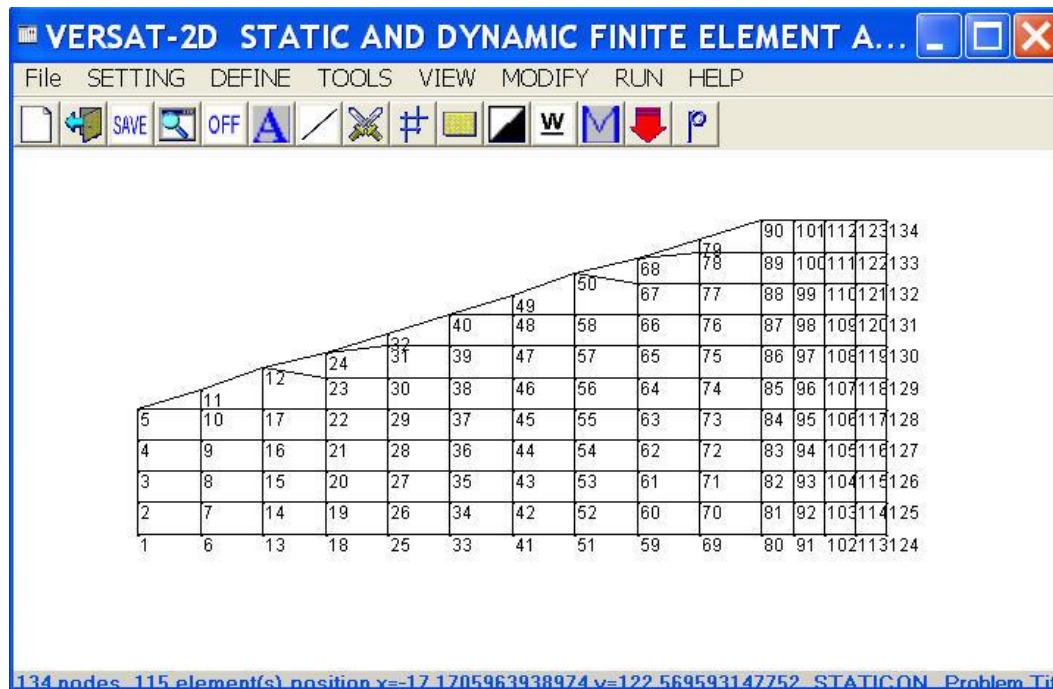 VERSAT-2D STATIC AND DYNAMIC FINITE ELEMENT A...
File SETTING DEFINE TOOLS VIEW MODIFY RUN HELP
SAVE OFF A W M P
90 101 112 123 134
79
68 78 89 100 111 122 133
50 67 77 88 99 110 121 132
49
40 48 58 66 76 87 98 109 120 131
32
24 31 39 47 57 65 75 86 97 108 119 130
12 23 30 38 46 56 64 74 85 96 107 118 129
11
5 10 17 22 29 37 45 55 63 73 84 95 106 117 128
4 9 16 21 28 36 44 54 62 72 83 94 105 116 127
3 8 15 20 27 35 43 53 61 71 82 93 104 115 126
2 7 14 19 26 34 42 52 60 70 81 92 103 114 125
1 6 13 18 25 33 41 51 59 69 80 91 102 113 124
134 nodes, 115 element(s) position x=-17.1705963938974 y=122.569593147752 STATICON Problem Ti